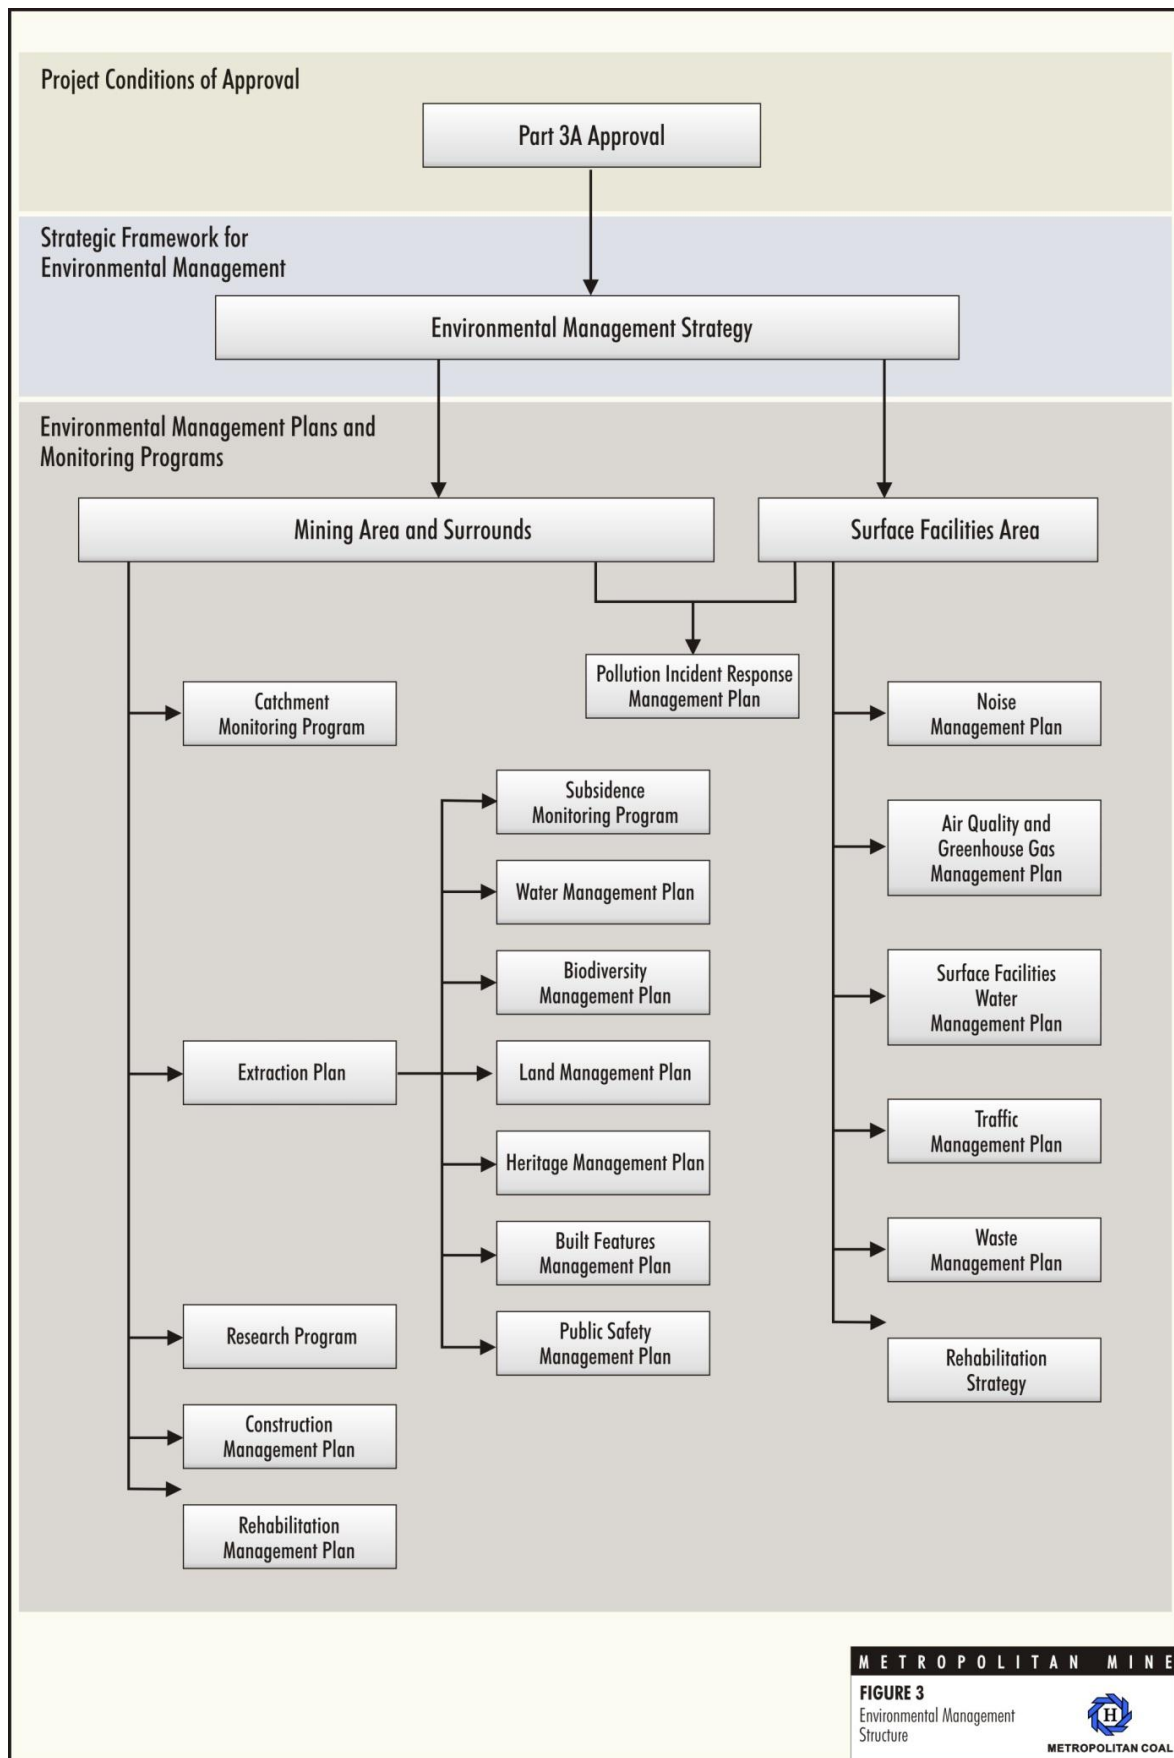 Project Conditions of Approval
Part 3A Approval
Strategic Framework for
Environmental Management
Environmental Management Strategy
Environmental Management Plans and
Monitoring Programs
Mining Area and Surrounds
Surface Facilities Area
Pollution Incident Response
Management Plan
Catchment
Monitoring Program
Extraction Plan
Research Program
Construction
Management Plan
Rehabilitation
Management Plan
Subsidence
Monitoring Program
Water Management Plan
Biodiversity
Management Plan
Land Management Plan
Heritage Management Plan
Built Features
Management Plan
Public Safety
Management Plan
Noise
Management Plan
Air Quality and
Greenhouse Gas
Management Plan
Surface Facilities
Water
Management Plan
Traffic
Management Plan
Waste
Management Plan
Rehabilitation
Strategy
METROPOLITAN MINE
FIGURE 3
Environmental Management
Structure
H
METROPOLITAN COAL